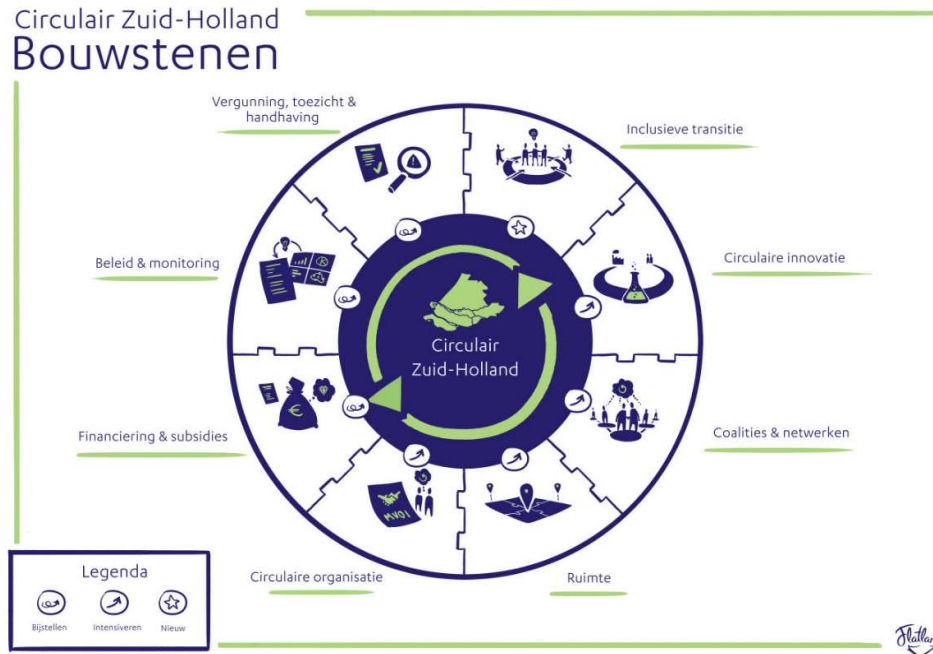 Circulair Zuid-Holland
Bouwstenen
Vergunning, toezicht &
handhaving
Inclusieve transitie
Beleid & monitoring
Circulaire innovatie
Circulair
Zuid-Holland
€
Financiering & subsidies
Coalities & netwerken
MVOI
Circulaire organisatie
Ruimte
Legenda
Bijstellen
Intensiveren
Nieuw